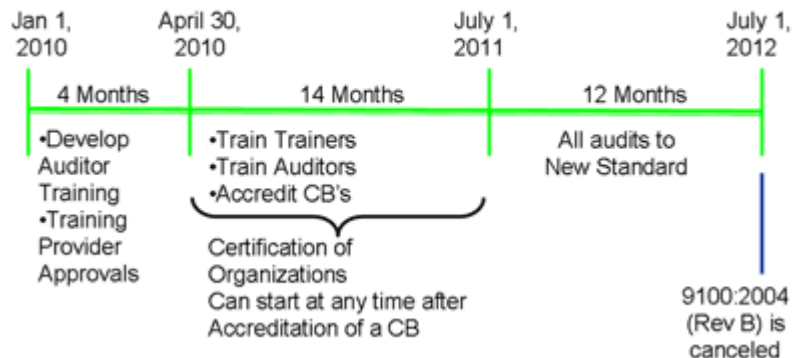 Jan 1,
2010
April 30,
2010
July 1,
2011
July 1,
2012
4 Months
14 Months
12 Months
•Develop
Auditor
Training
•Training
Provider
Approvals
•Train Trainers
•Train Auditors
•Accredit CB's
Certification of
Organizations
Can start at any time after
Accreditation of a CB
All audits to
New Standard
9100:2004
(Rev B) is
canceled